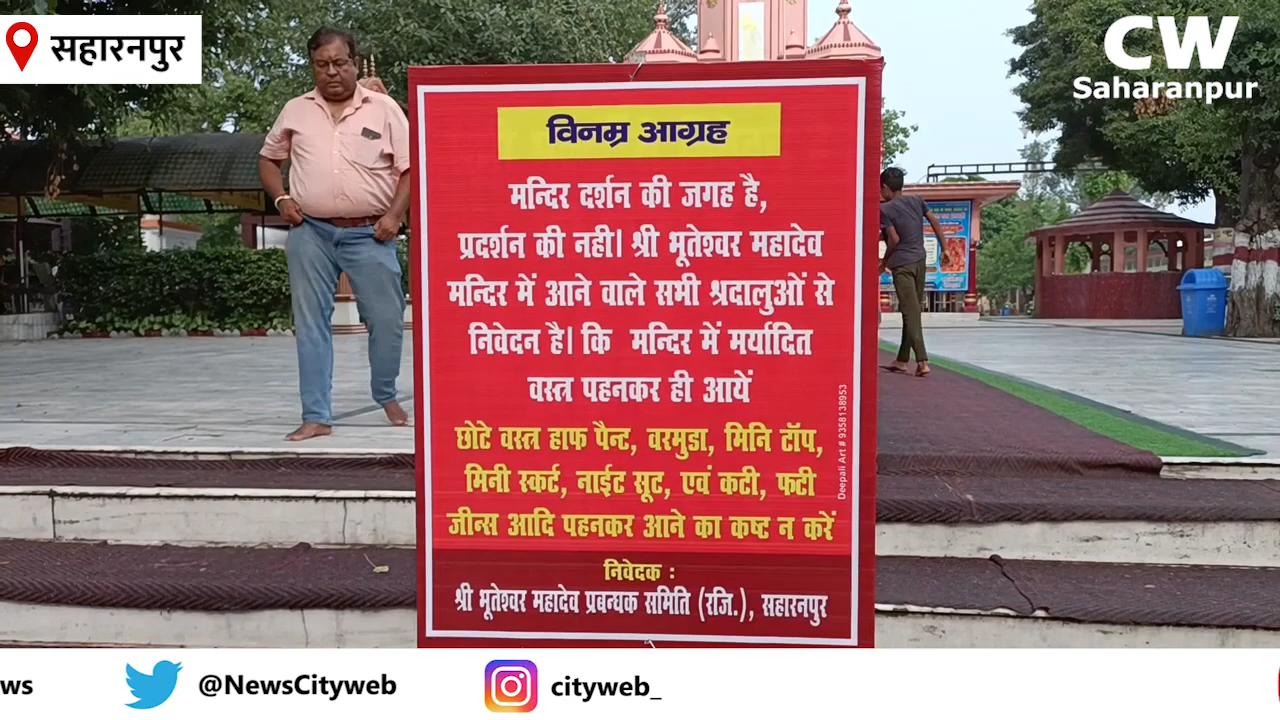 सहारनपुर
CW
Saharanpur
विनम्र आग्रह
मन्दिर दर्शन की जगह है,
प्रदर्शन की नही। श्री भूतेश्वर महादेव
मन्दिर में आने वाले सभी श्रदालुओं से
निवेदन है। कि मन्दिर में मर्यादित
वस्त्र पहनकर ही आयें
छोटे वस्त्र हाफ पैन्ट, वरमुडा, मिनि टॉप,
मिनी स्कर्ट, नाईट सूट, एवं कटी, फटी
जीन्स आदि पहनकर आने का कष्ट न करें
Deepali Art # 9358138953
निवेदक :
श्री भूतेश्वर महादेव प्रबन्धक समिति (रजि.), सहारनपुर
ws
@NewsCityweb
cityweb_